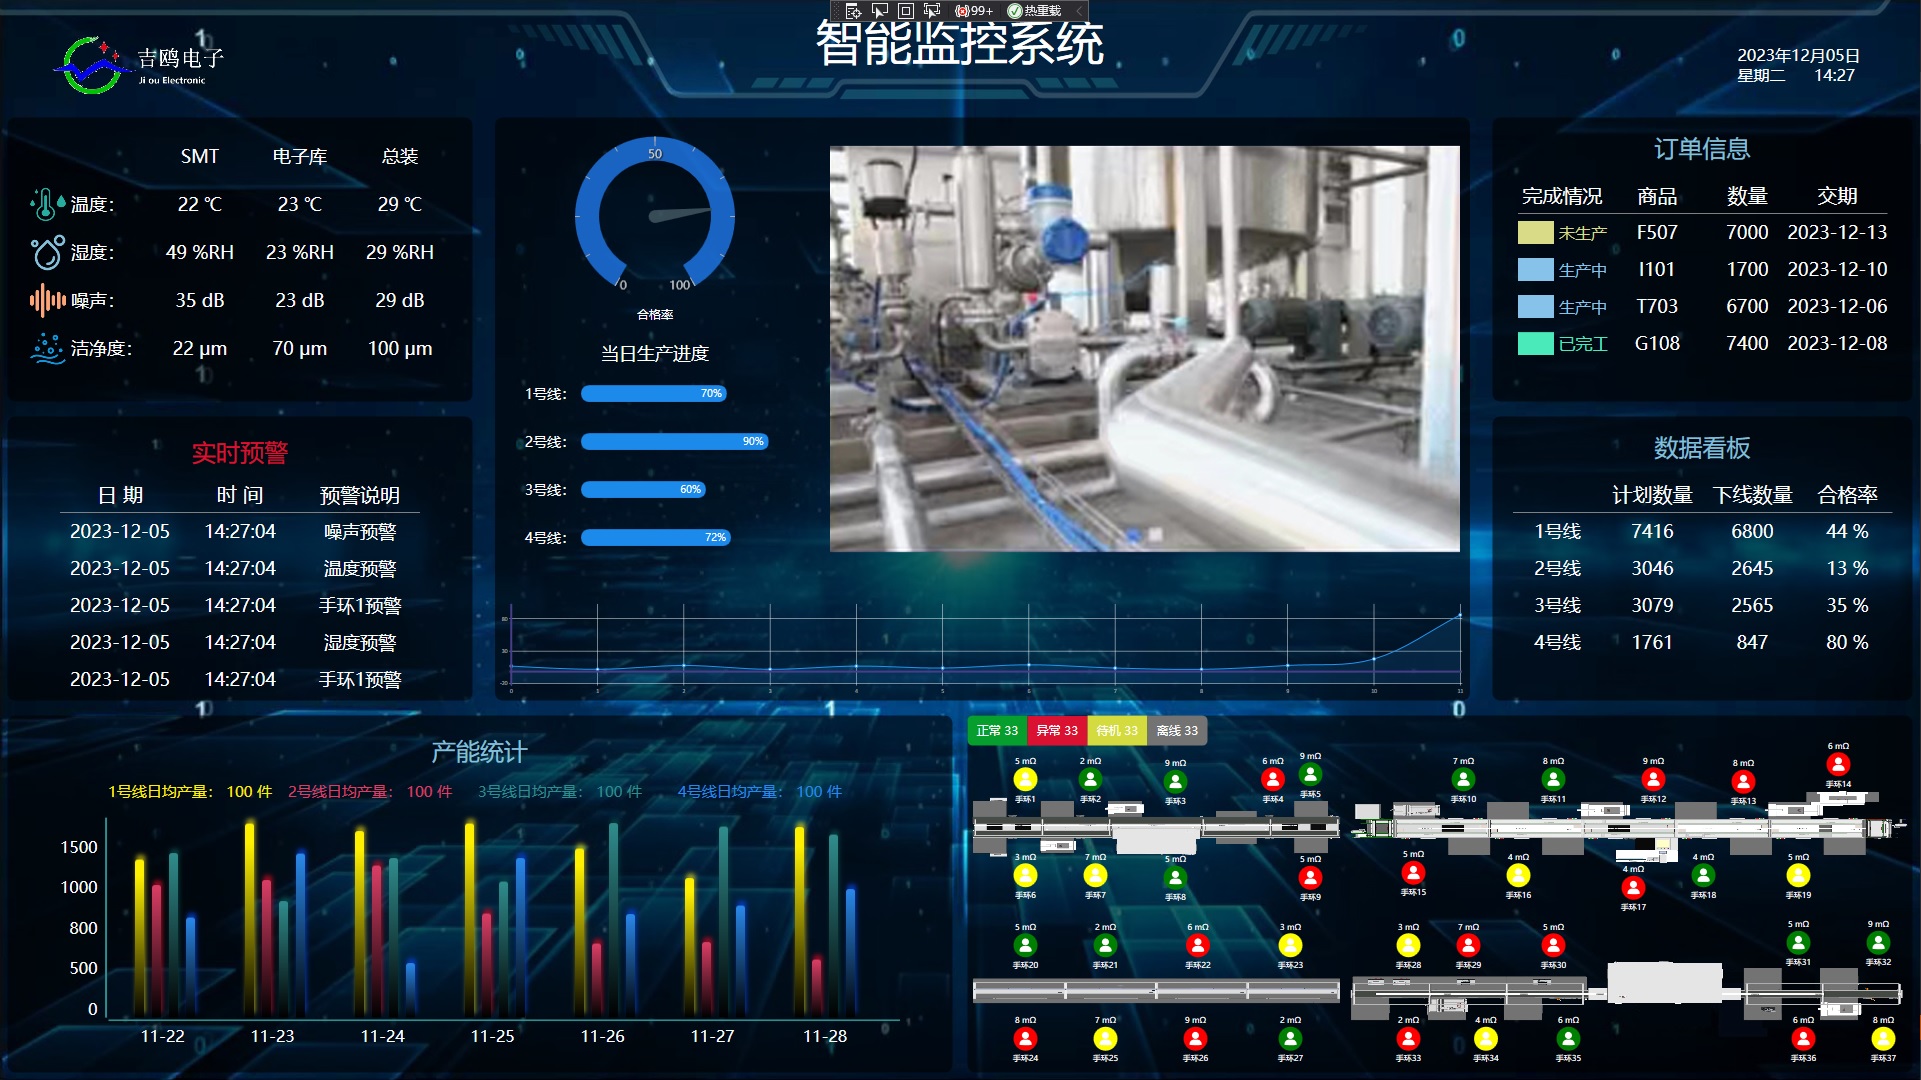 99+ 热重载
智能监控系统
吉鸥电子
Ji ou Electronic
2023年12月05日
星期二 14:27
SMT 电子库 总装
温度: 22 ℃ 23 ℃ 29 ℃
湿度: 49 %RH 23 %RH 29 %RH
噪声: 35 dB 23 dB 29 dB
洁净度: 22 μm 70 μm 100 μm
实时预警
日 期 时 间 预警说明
2023-12-05 14:27:04 噪声预警
2023-12-05 14:27:04 温度预警
2023-12-05 14:27:04 手环1预警
2023-12-05 14:27:04 湿度预警
2023-12-05 14:27:04 手环1预警
50
0 100
合格率
当日生产进度
1号线: 70%
2号线: 90%
3号线: 60%
4号线: 72%
0 1 2 3 4 5 6 7 8 9 10 11
订单信息
完成情况 商品 数量 交期
未生产 F507 7000 2023-12-13
生产中 I101 1700 2023-12-10
生产中 T703 6700 2023-12-06
已完工 G108 7400 2023-12-08
数据看板
计划数量 下线数量 合格率
1号线 7416 6800 44 %
2号线 3046 2645 13 %
3号线 3079 2565 35 %
4号线 1761 847 80 %
产能统计
1号线日均产量: 100 件 2号线日均产量: 100 件 3号线日均产量: 100 件 4号线日均产量: 100 件
1500
1000
800
500
0
11-22 11-23 11-24 11-25 11-26 11-27 11-28
正常 33 异常 33 待机 33 离线 33
5 mΩ 2 mΩ 9 mΩ 6 mΩ 9 mΩ 7 mΩ 8 mΩ 9 mΩ 8 mΩ 6 mΩ
手环1 手环2 手环3 手环4 手环5 手环10 手环11 手环12 手环13 手环14
3 mΩ 7 mΩ 5 mΩ 5 mΩ 5 mΩ 4 mΩ 4 mΩ 4 mΩ 5 mΩ
手环6 手环7 手环8 手环9 手环15 手环16 手环17 手环18 手环19
5 mΩ 2 mΩ 6 mΩ 3 mΩ 3 mΩ 7 mΩ 5 mΩ 5 mΩ 9 mΩ
手环20 手环21 手环22 手环23 手环28 手环29 手环30 手环31 手环32
8 mΩ 7 mΩ 9 mΩ 2 mΩ 2 mΩ 4 mΩ 6 mΩ 6 mΩ 8 mΩ
手环24 手环25 手环26 手环27 手环33 手环34 手环35 手环36 手环37